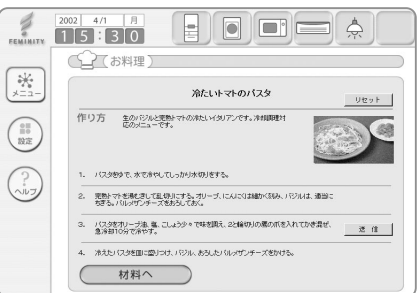 FEMINITY
2002 4/1 月
15:30
メニュー
設定
ヘルプ
お料理
冷たいトマトのパスタ
リセット
作り方
生のバジルと完熟トマトの冷たいイタリアンです。冷却調理対
応のメニューです。
1. パスタをゆで、水で冷やしてしっかり水切りをする。
2. 完熟トマトを湯むきして乱切りにする。オリーブ、にんにくは細かく刻み、バジルは、適当に
ちぎる。パルメザンチーズをおろしておく。
3. パスタをオリーブ油、塩、こしょう少々で味を調え、2と輪切りの鷹の爪を入れてかき混ぜ、
急冷却10分で冷やす。
送信
4. 冷えたパスタを皿に盛りつけ、バジル、おろしたパルメザンチーズをかける。
材料へ